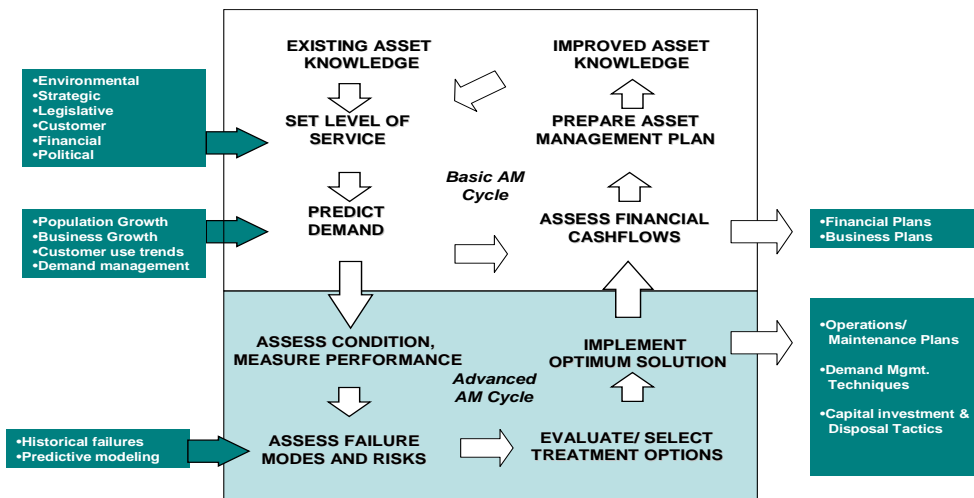 EXISTING ASSET
KNOWLEDGE
IMPROVED ASSET
KNOWLEDGE
•Environmental
•Strategic
•Legislative
•Customer
•Financial
•Political
SET LEVEL OF
SERVICE
PREPARE ASSET
MANAGEMENT PLAN
Basic AM
Cycle
•Population Growth
•Business Growth
•Customer use trends
•Demand management
PREDICT
DEMAND
ASSESS FINANCIAL
CASHFLOWS
•Financial Plans
•Business Plans
ASSESS CONDITION,
MEASURE PERFORMANCE
IMPLEMENT
OPTIMUM SOLUTION
•Operations/
Maintenance Plans
•Demand Mgmt.
Techniques
•Capital investment &
Disposal Tactics
Advanced
AM Cycle
•Historical failures
•Predictive modeling
ASSESS FAILURE
MODES AND RISKS
EVALUATE/ SELECT
TREATMENT OPTIONS